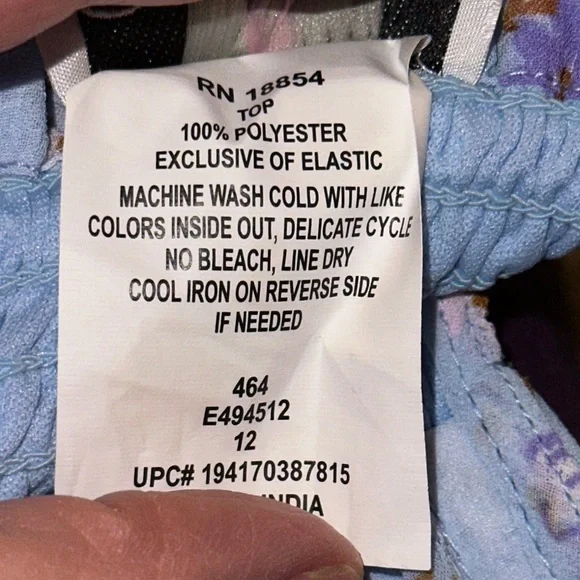 RN 18854
TOP
100% POLYESTER
EXCLUSIVE OF ELASTIC
MACHINE WASH COLD WITH LIKE
COLORS INSIDE OUT, DELICATE CYCLE
NO BLEACH, LINE DRY
COOL IRON ON REVERSE SIDE
IF NEEDED
464
E494512
12
UPC# 194170387815
INDIA